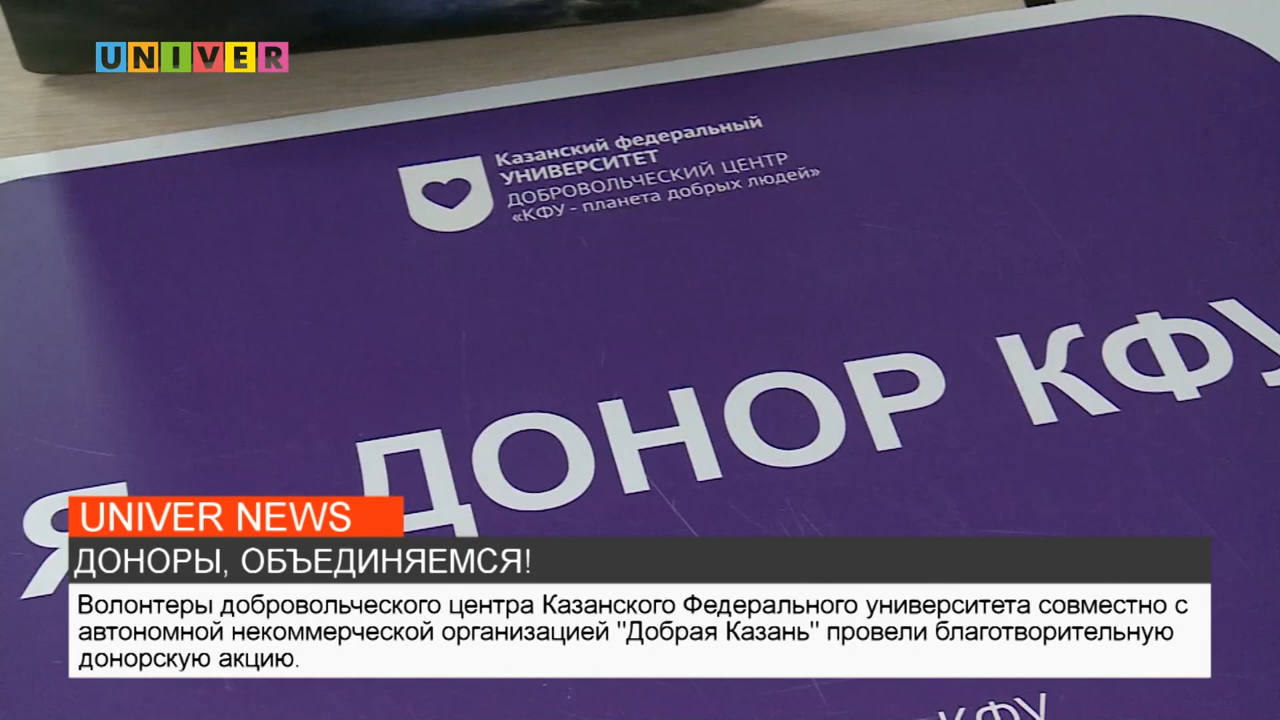 UNIVER
Казанский федеральный
УНИВЕРСИТЕТ
ДОБРОВОЛЬЧЕСКИЙ ЦЕНТР
«КФУ - планета добрых людей»
Я ДОНОР КФУ
UNIVER NEWS
ДОНОРЫ, ОБЪЕДИНЯЕМСЯ!
Волонтеры добровольческого центра Казанского Федерального университета совместно с
автономной некоммерческой организацией "Добрая Казань" провели благотворительную
донорскую акцию.
КФУ